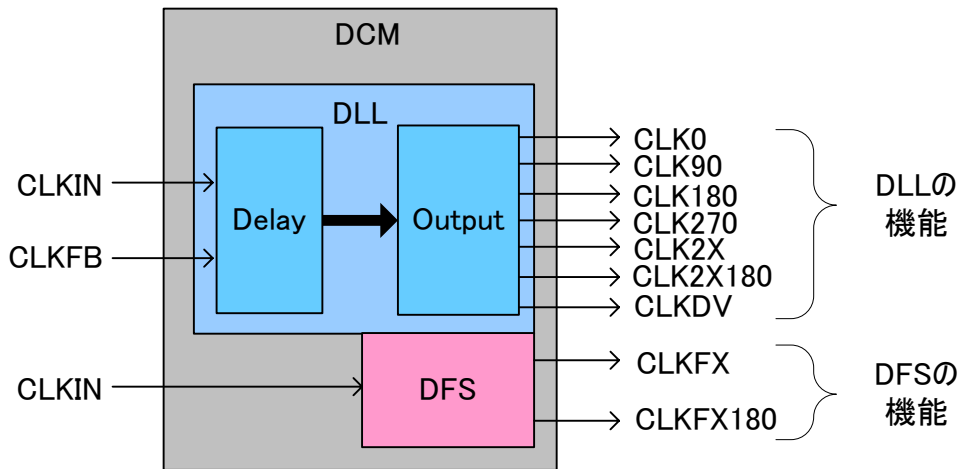 DCM
DLL
CLKIN
CLKFB
Delay
Output
CLK0
CLK90
CLK180
CLK270
CLK2X
CLK2X180
CLKDV
DLLの
機能
CLKIN
DFS
CLKFX
CLKFX180
DFSの
機能